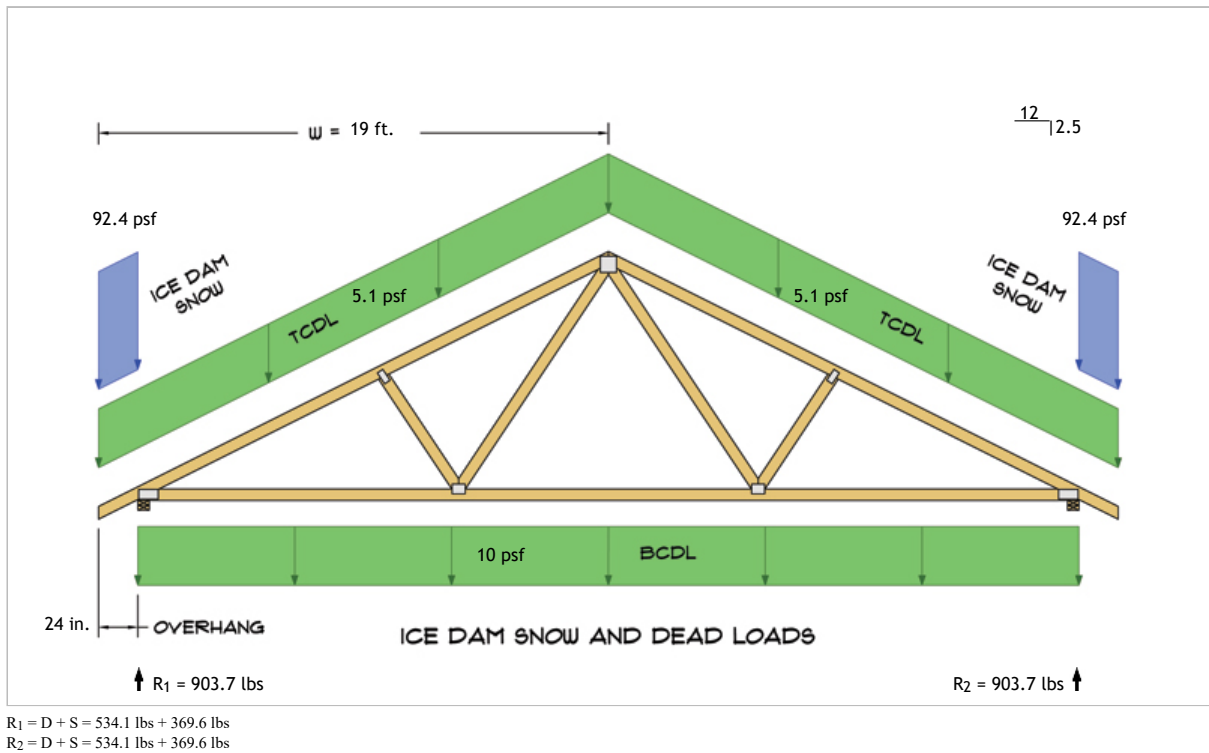 W = 19 ft.
12
2.5
92.4 psf
92.4 psf
ICE DAM
SNOW
ICE DAM
SNOW
5.1 psf
5.1 psf
TCDL
TCDL
10 psf
BCDL
24 in.
OVERHANG
ICE DAM SNOW AND DEAD LOADS
R1 = 903.7 lbs
R2 = 903.7 lbs
R1 = D + S = 534.1 lbs + 369.6 lbs
R2 = D + S = 534.1 lbs + 369.6 lbs